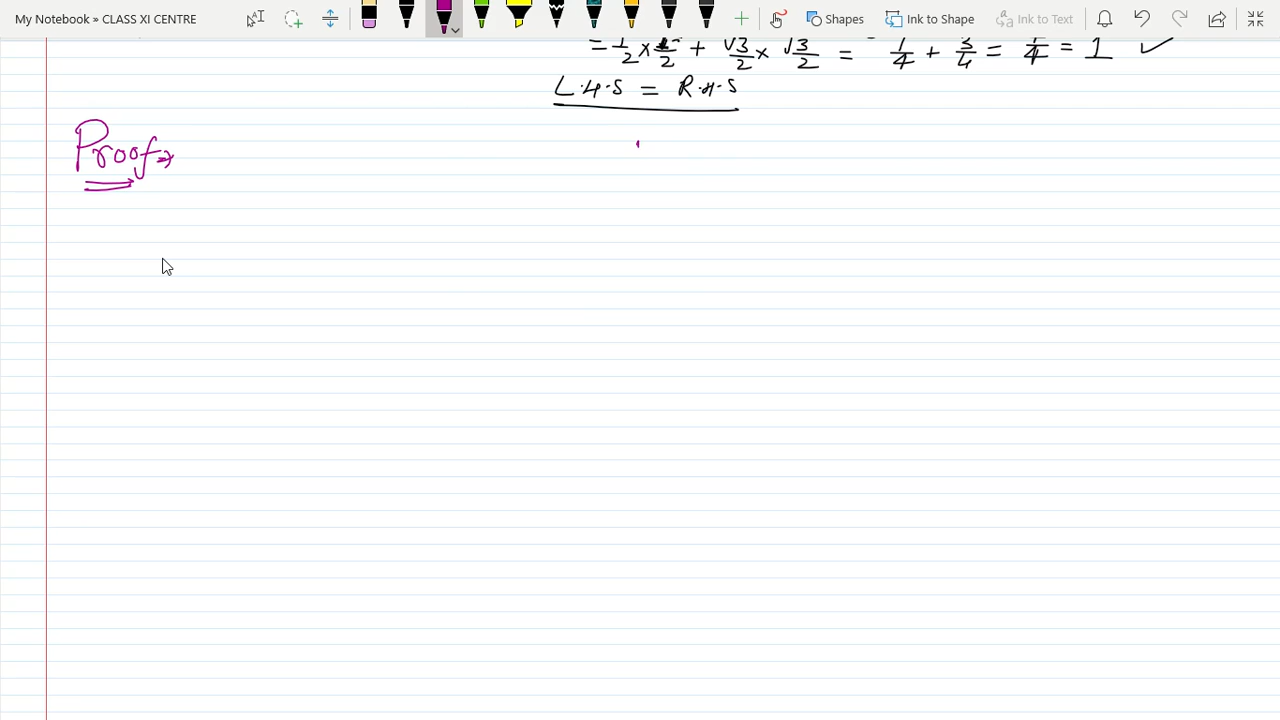 My Notebook » CLASS XI CENTRE
Shapes
Ink to Shape
Ink to Text
= 1/2 × 1/2 + √3/2 × √3/2 = 1/4 + 3/4 = 4/4 = 1 ✓
L.H.S = R.H.S
Proof→